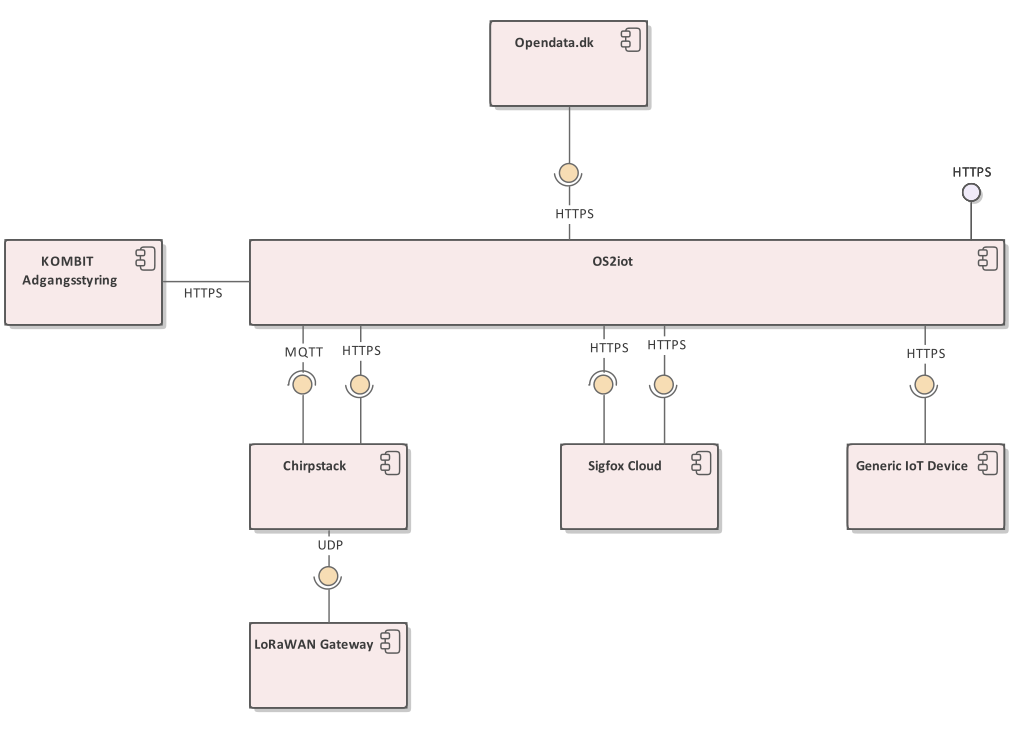 Opendata.dk
HTTPS
HTTPS
KOMBIT
Adgangsstyring
HTTPS
OS2iot
MQTT
HTTPS
HTTPS
HTTPS
HTTPS
Chirpstack
Sigfox Cloud
Generic IoT Device
UDP
LoRaWAN Gateway